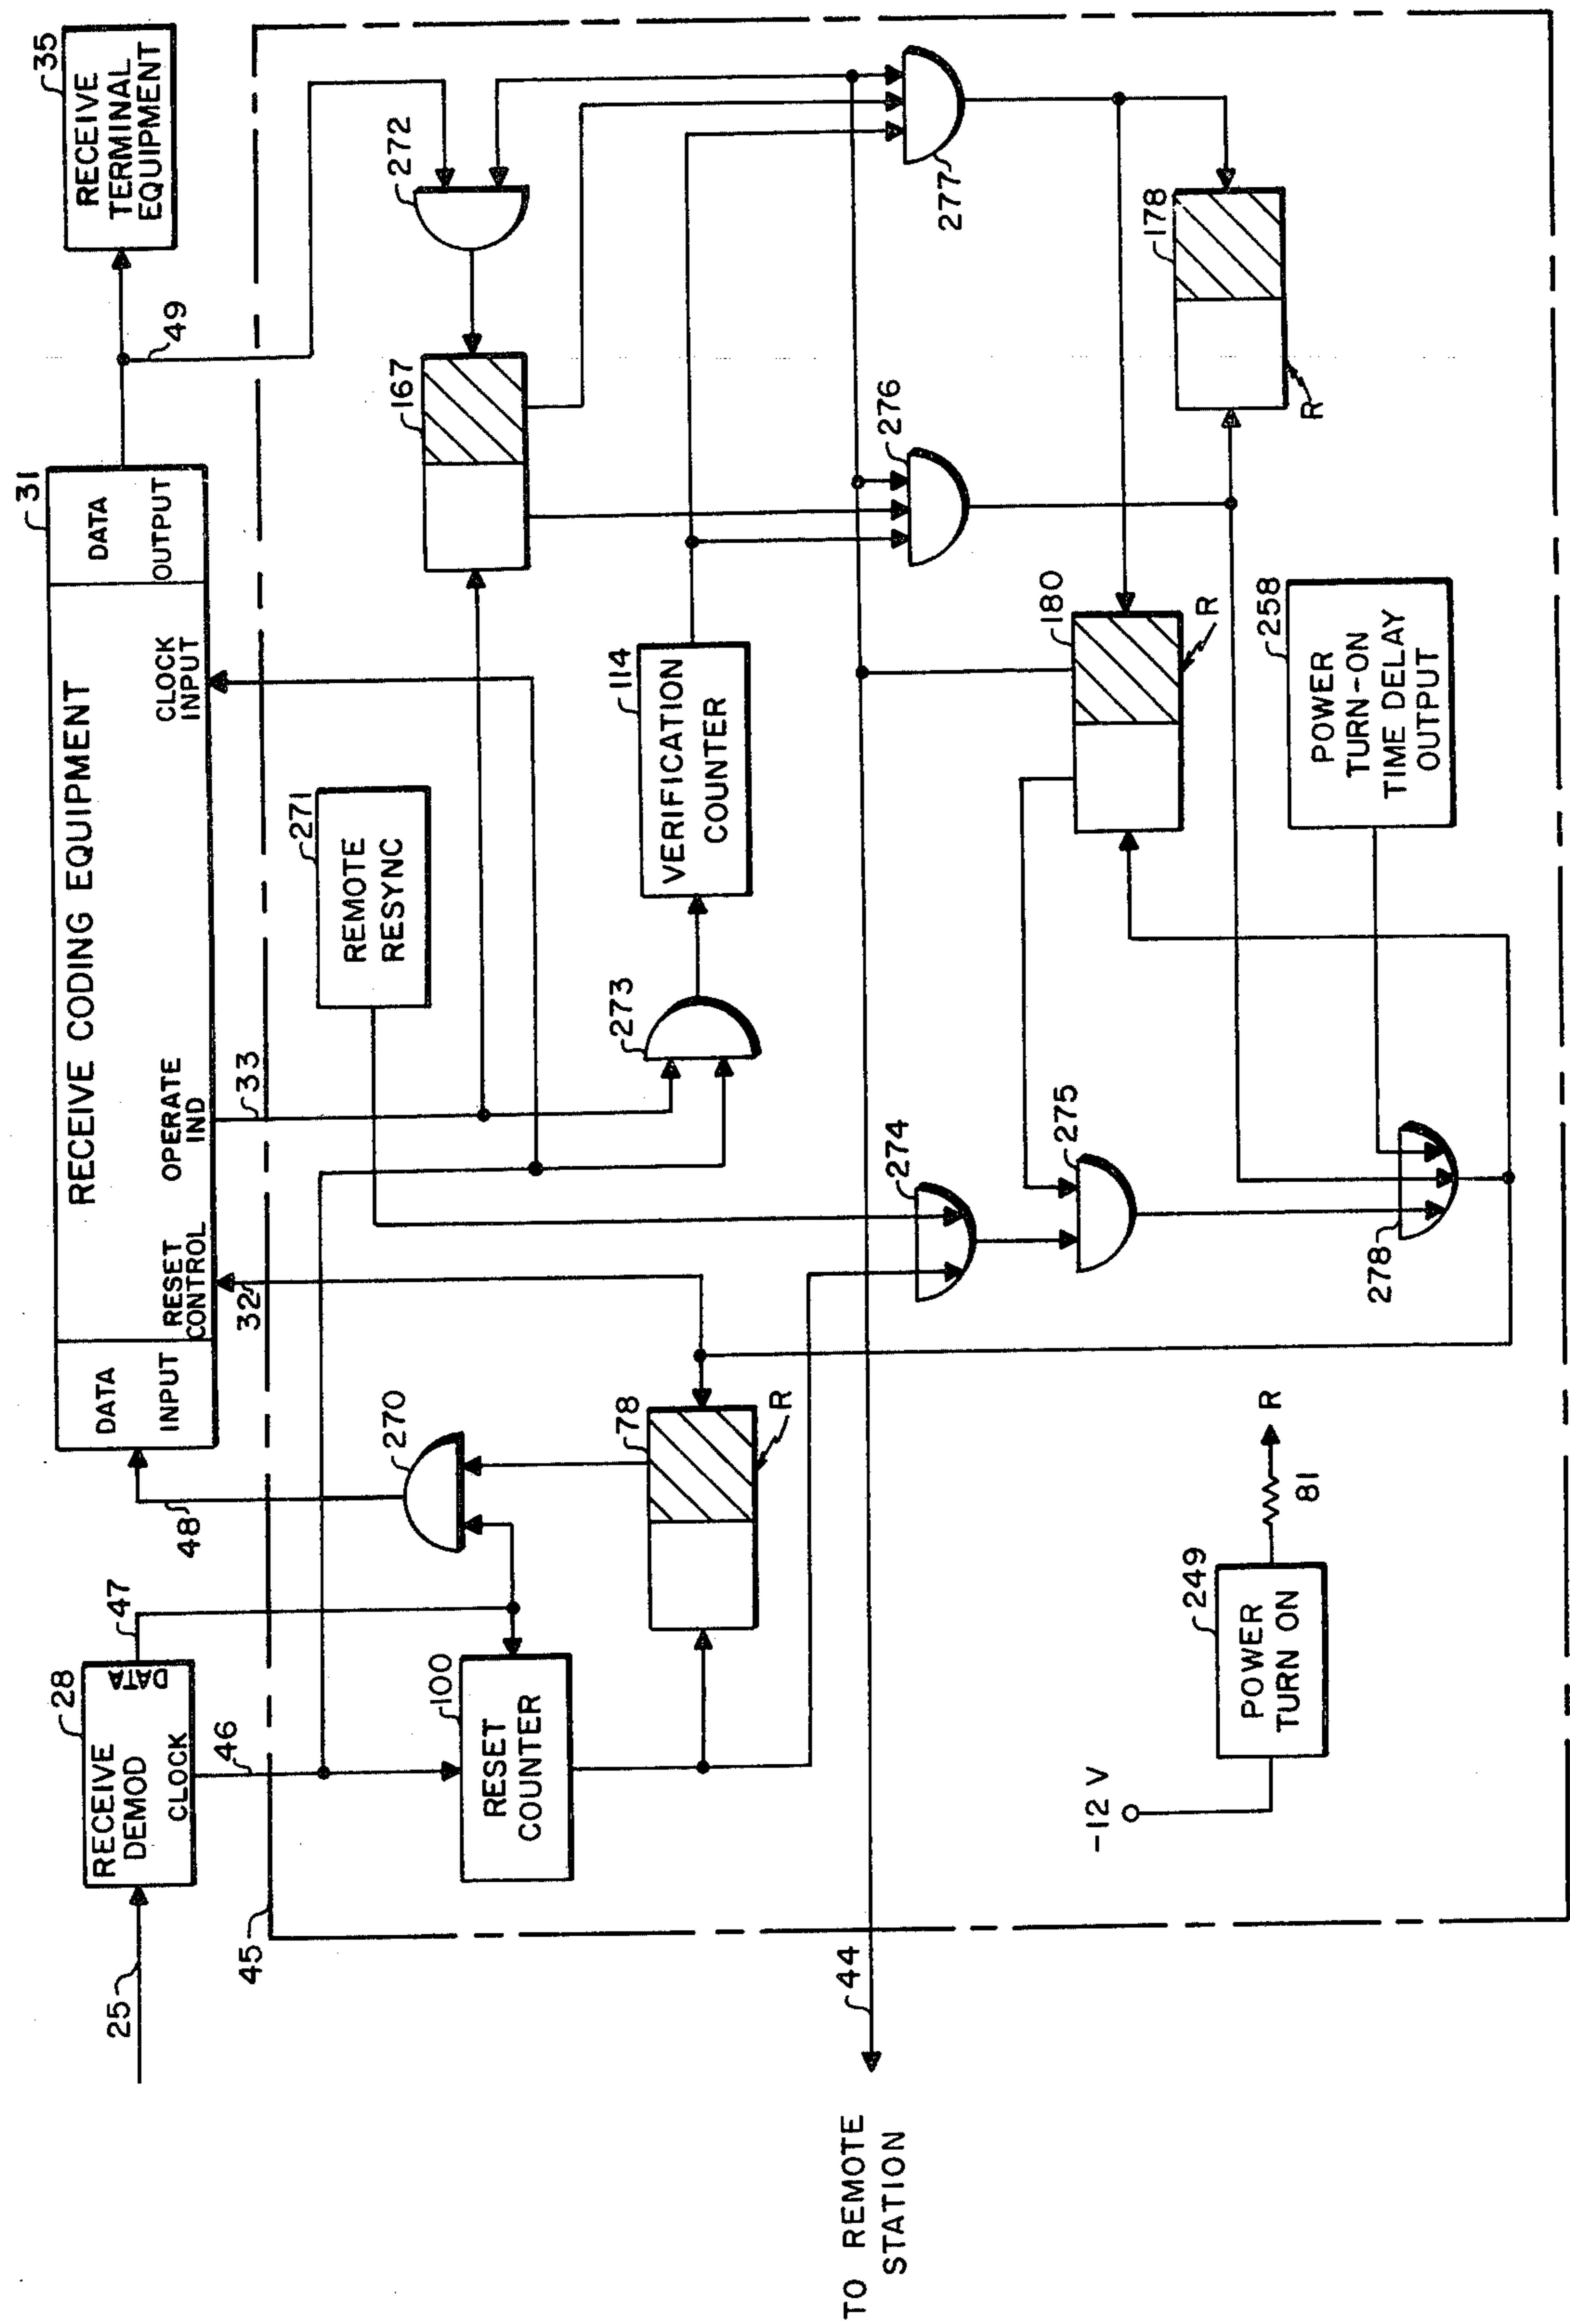 25
RECEIVE
DEMOD
CLOCK
DATA
28
46
47
48
45
DATA
INPUT
RECEIVE CODING EQUIPMENT
RESET
CONTROL
OPERATE
IND
CLOCK
INPUT
DATA
OUTPUT
31
32
33
49
RECEIVE
TERMINAL
EQUIPMENT
35
270
REMOTE
RESYNC
271
167
272
RESET
COUNTER
100
78
R
273
VERIFICATION
COUNTER
114
TO REMOTE
STATION
44
274
276
277
275
180
R
178
R
-12 V
POWER
TURN ON
249
81
R
278
POWER
TURN-ON
TIME DELAY
OUTPUT
258